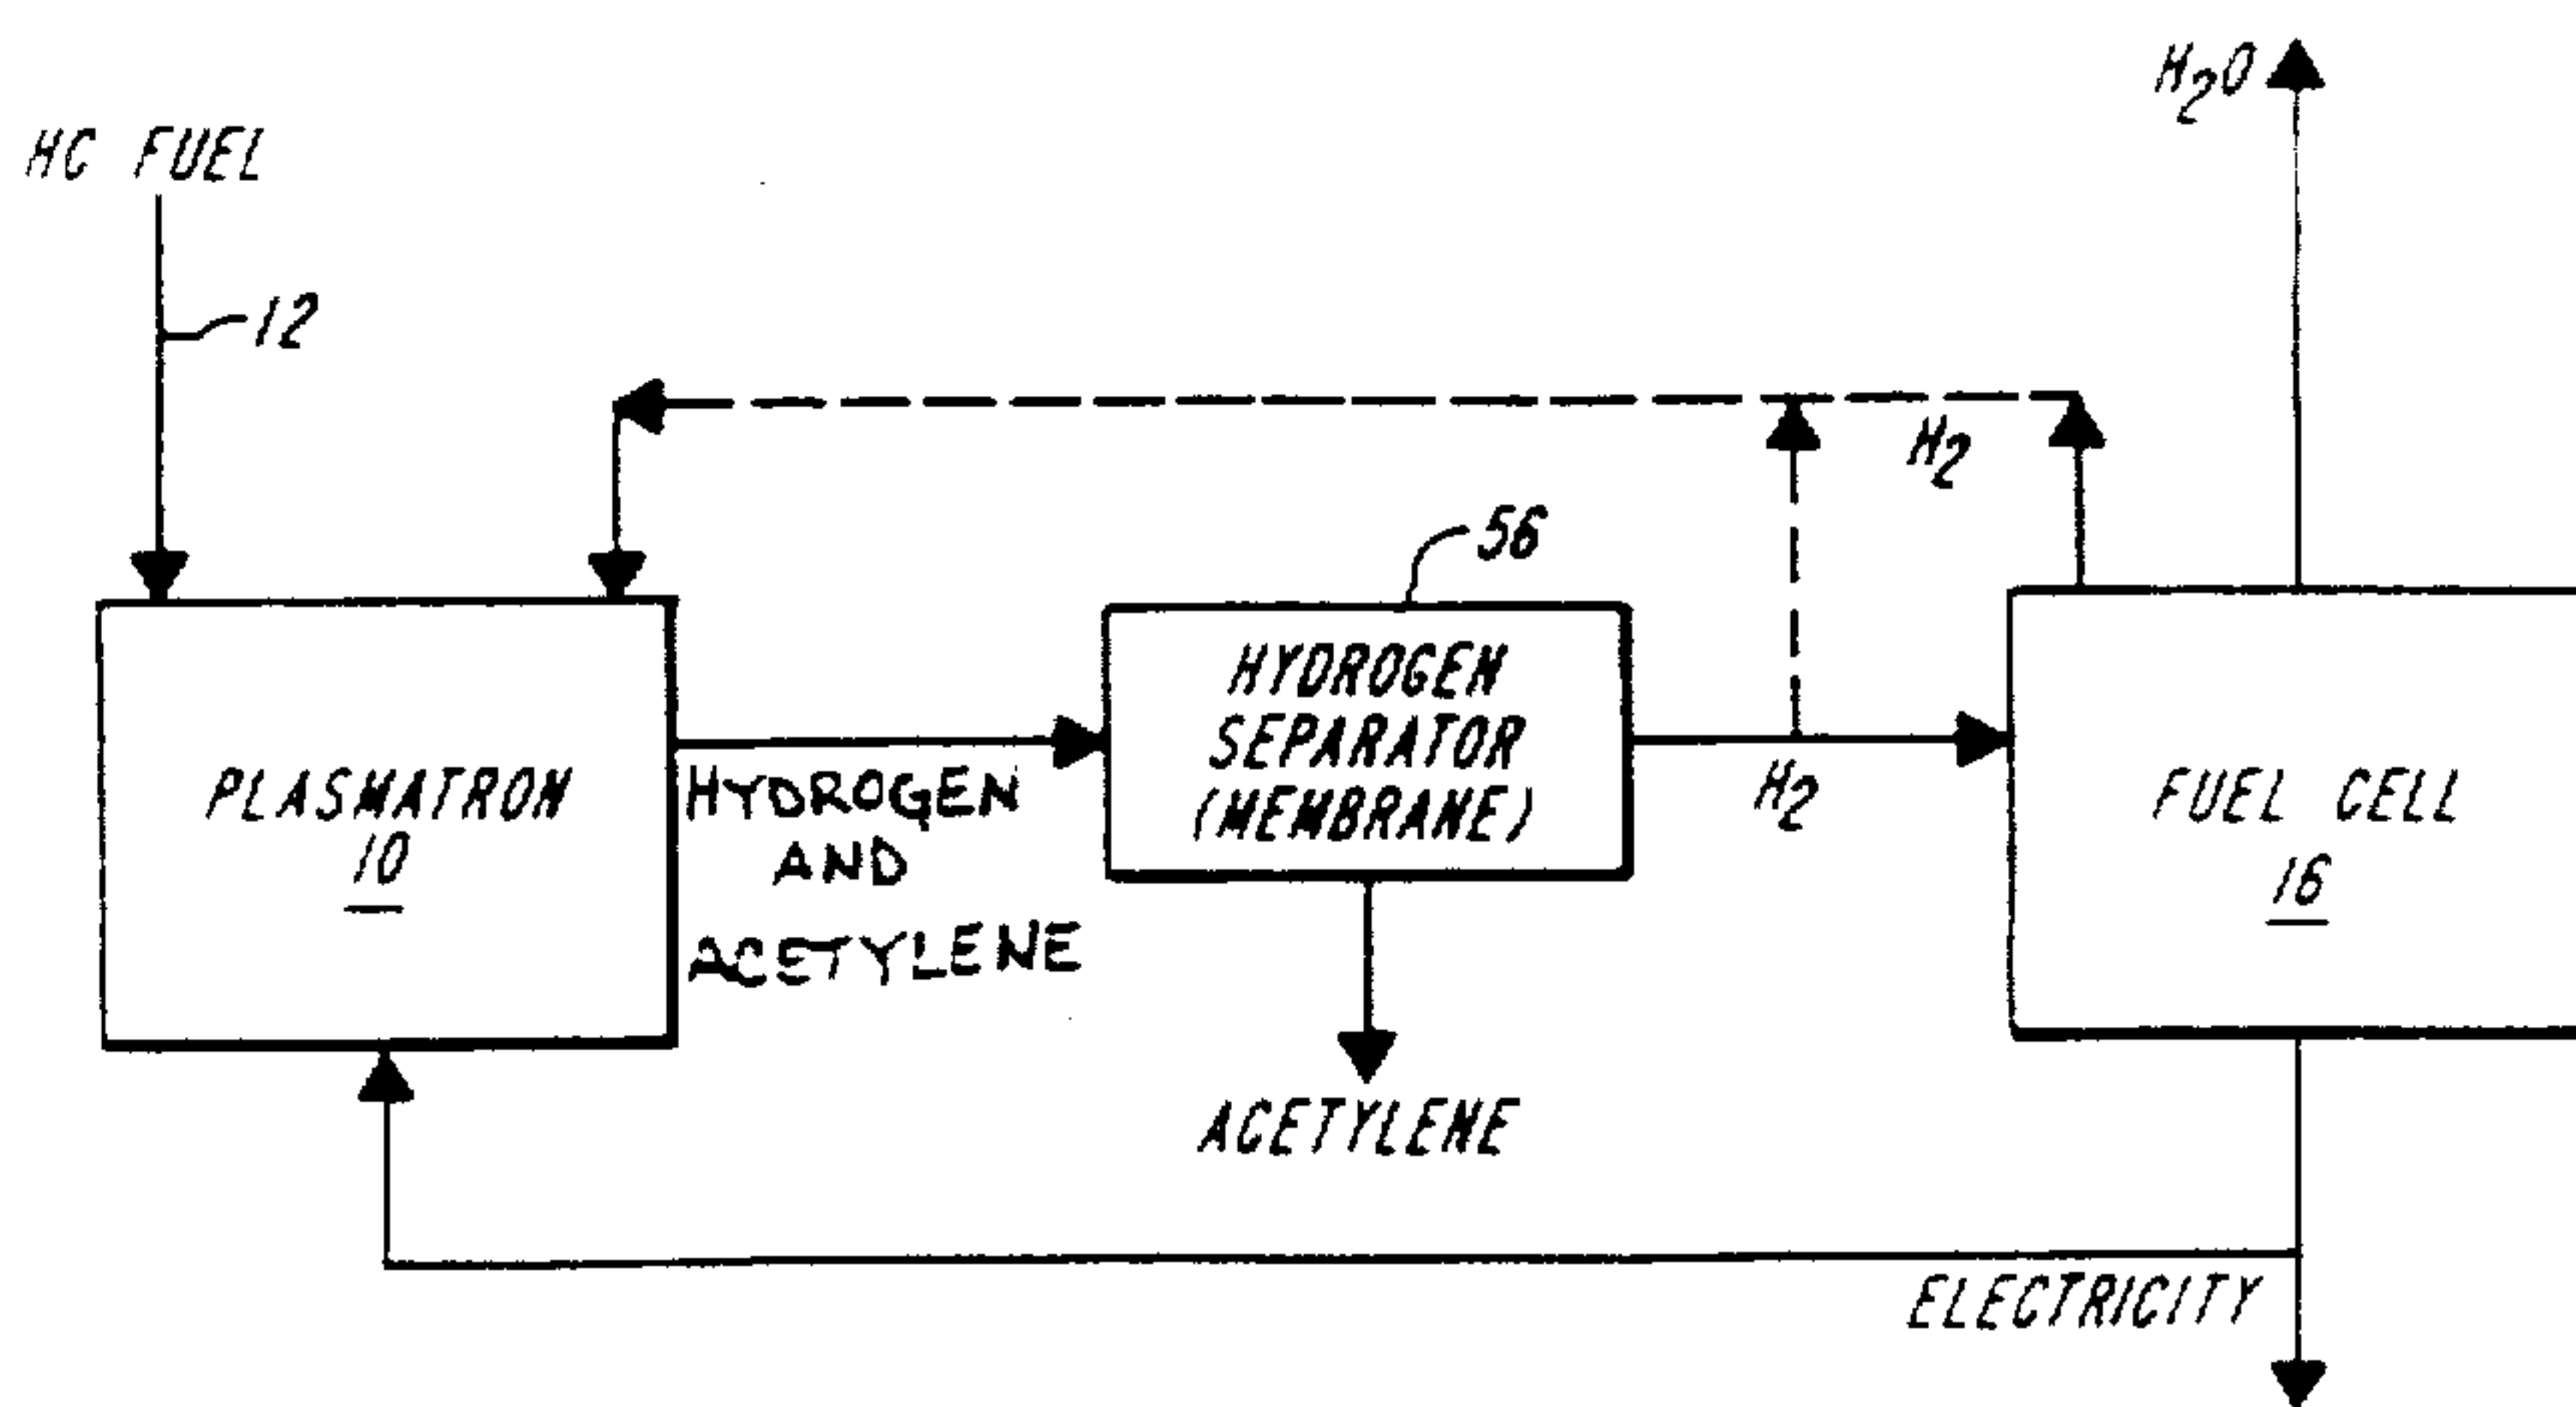 H2O
HC FUEL
12
H2
56
HYDROGEN
SEPARATOR
(MEMBRANE)
PLASMATRON
10
HYDROGEN
AND
ACETYLENE
H2
FUEL CELL
16
ACETYLENE
ELECTRICITY